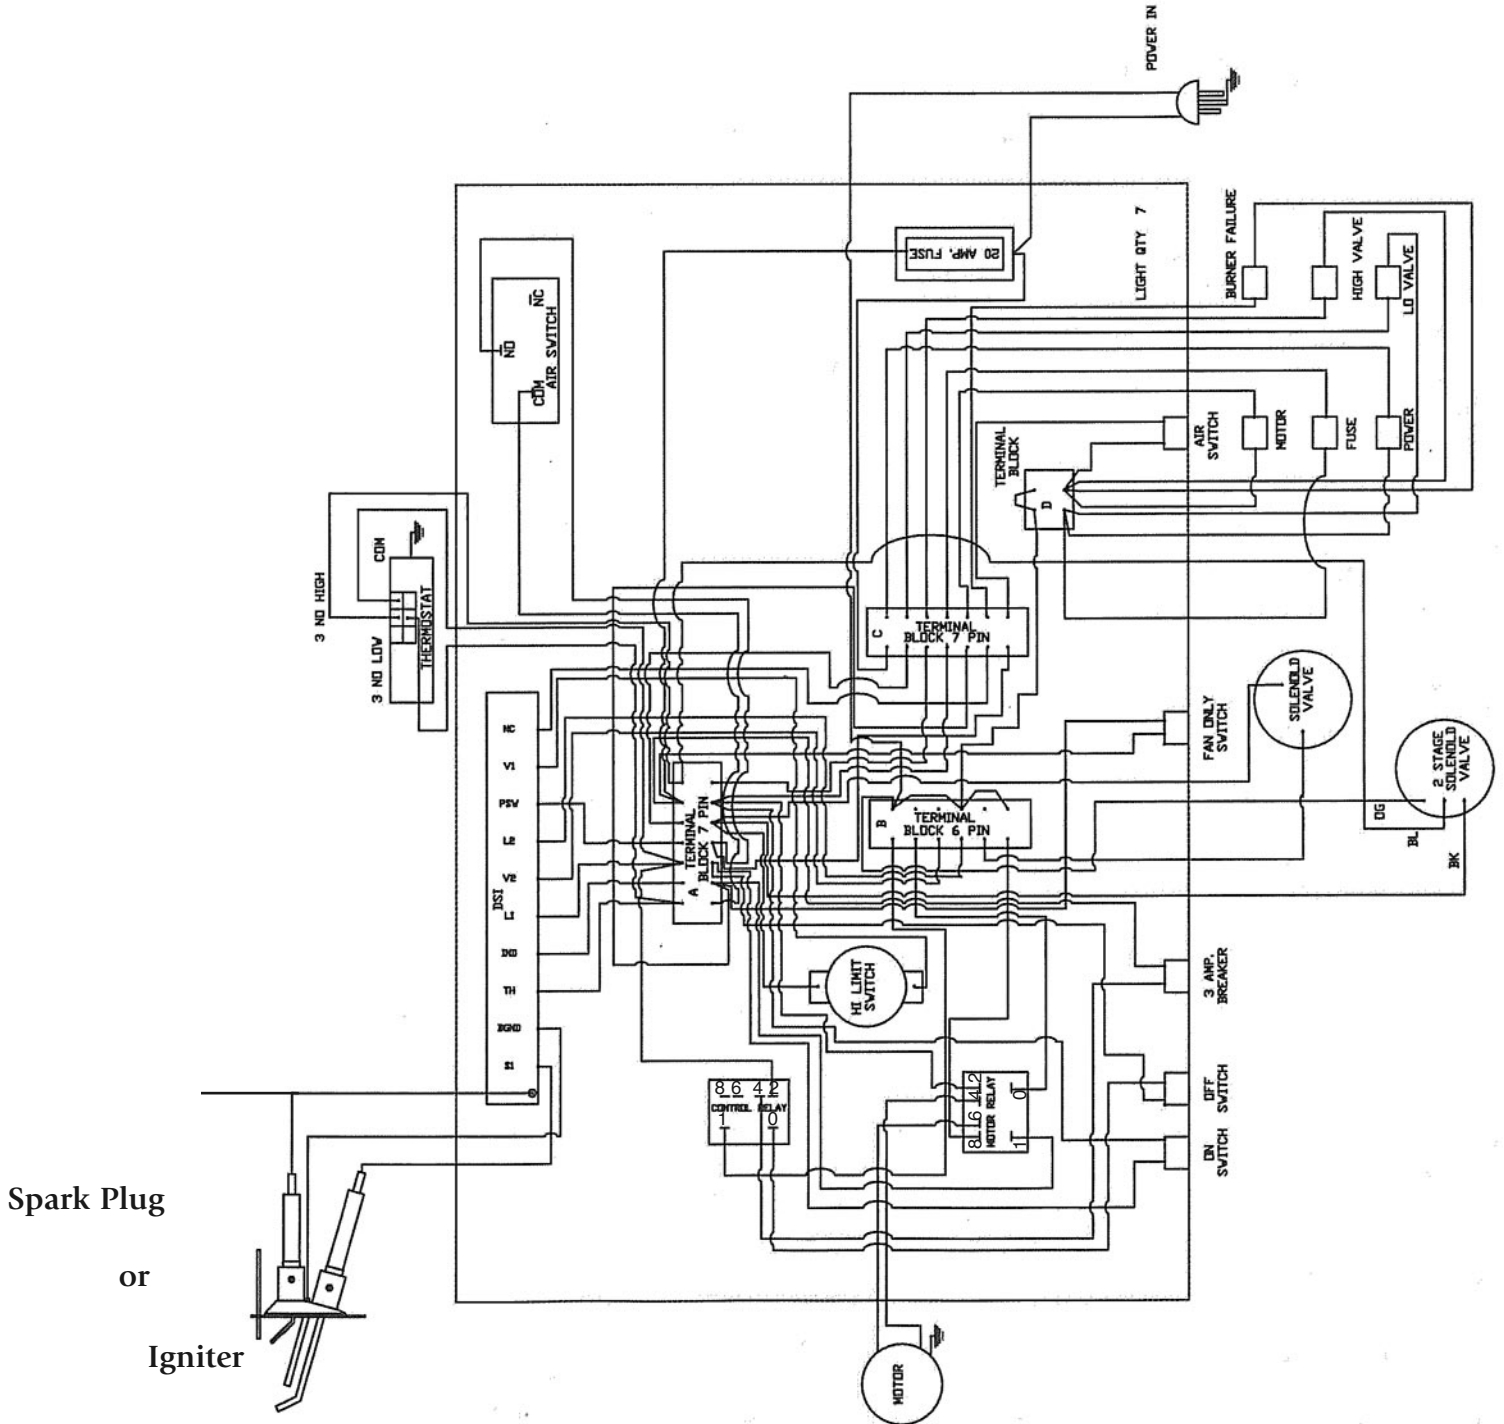 POWER IN
20 AMP. FUSE
LIGHT QTY 7
BURNER FAILURE
HIGH VALVE
LO VALVE
NO
NC
COM
AIR SWITCH
AIR
SWITCH
MOTOR
FUSE
POWER
TERMINAL
BLOCK
D
3 NO HIGH
COM
3 NO LOW
THERMOSTAT
C
TERMINAL
BLOCK 7 PIN
FAN ONLY
SWITCH
SOLENOLD
VALVE
2 STAGE
SOLENOLD
VALVE
OG
BL
BK
DSI
NC
V1
PSW
L2
V2
L1
TH
BGND
S1
TERMINAL
BLOCK 7 PIN
A
B
TERMINAL
BLOCK 6 PIN
HI LIMIT
SWITCH
3 AMP.
BREAKER
OFF
SWITCH
ON
SWITCH
8 6 4 2
CONTROL RELAY
1 0
2
4
6
8
MOTOR RELAY
0
1
MOTOR
Spark Plug
or
Igniter